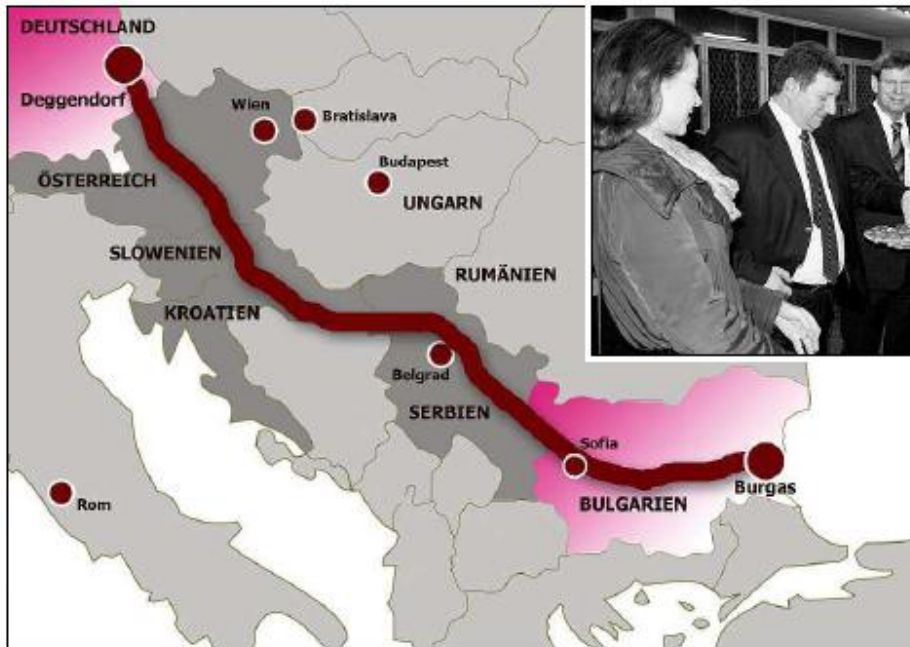 DEUTSCHLAND
Deggendorf
Wien
Bratislava
Budapest
ÖSTERREICH
UNGARN
SLOWENIEN
RUMÄNIEN
KROATIEN
Belgrad
SERBIEN
Sofia
Rom
BULGARIEN
Burgas